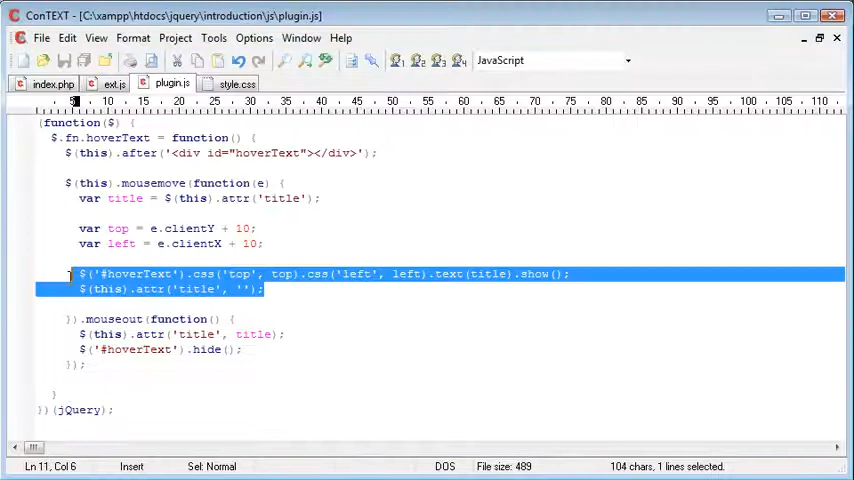 ConTEXT - [C:\xampp\htdocs\jquery\introduction\js\plugin.js]
File Edit View Format Project Tools Options Window Help
1 2 3 4 JavaScript
index.php ext.js plugin.js style.css
5 10 15 20 25 30 35 40 45 50 55 60 65 70 75 80 85 90 95 100 105 110
(function($) {
$.fn.hoverText = function() {
$(this).after('<div id="hoverText"></div>');
$(this).mousemove(function(e) {
var title = $(this).attr('title');
var top = e.clientY + 10;
var left = e.clientX + 10;
$('#hoverText').css('top', top).css('left', left).text(title).show();
$(this).attr('title', '');
}).mouseout(function() {
$(this).attr('title', title);
$('#hoverText').hide();
});
}
})(jQuery);
Ln 11, Col 6 Insert Sel: Normal DOS File size: 489 104 chars, 1 lines selected.